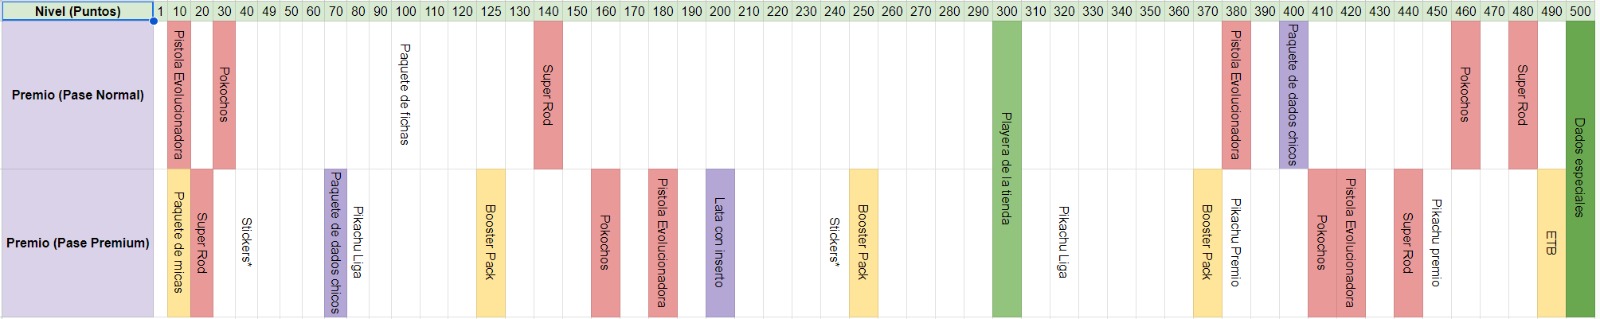 Nivel (Puntos) 1 10 20 30 40 49 50 60 70 80 90 100 110 120 125 130 140 150 160 170 180 190 200 210 220 230 240 250 260 270 280 290 300 310 320 330 340 350 360 370 380 390 400 410 420 430 440 450 460 470 480 490 500
Premio (Pase Normal)
Pistola Evolucionadora
Pokochos
Paquete de fichas
Super Rod
Playera de la tienda
Pistola Evolucionadora
Paquete de dados chicos
Pokochos
Super Rod
Dados especiales
Premio (Pase Premium)
Paquete de micas
Super Rod
Stickers*
Paquete de dados chicos
Pikachu Liga
Booster Pack
Pokochos
Pistola Evolucionadora
Lata con inserto
Stickers*
Booster Pack
Pikachu Liga
Booster Pack
Pikachu Premio
Pokochos
Pistola Evolucionadora
Super Rod
Pikachu premio
ETB